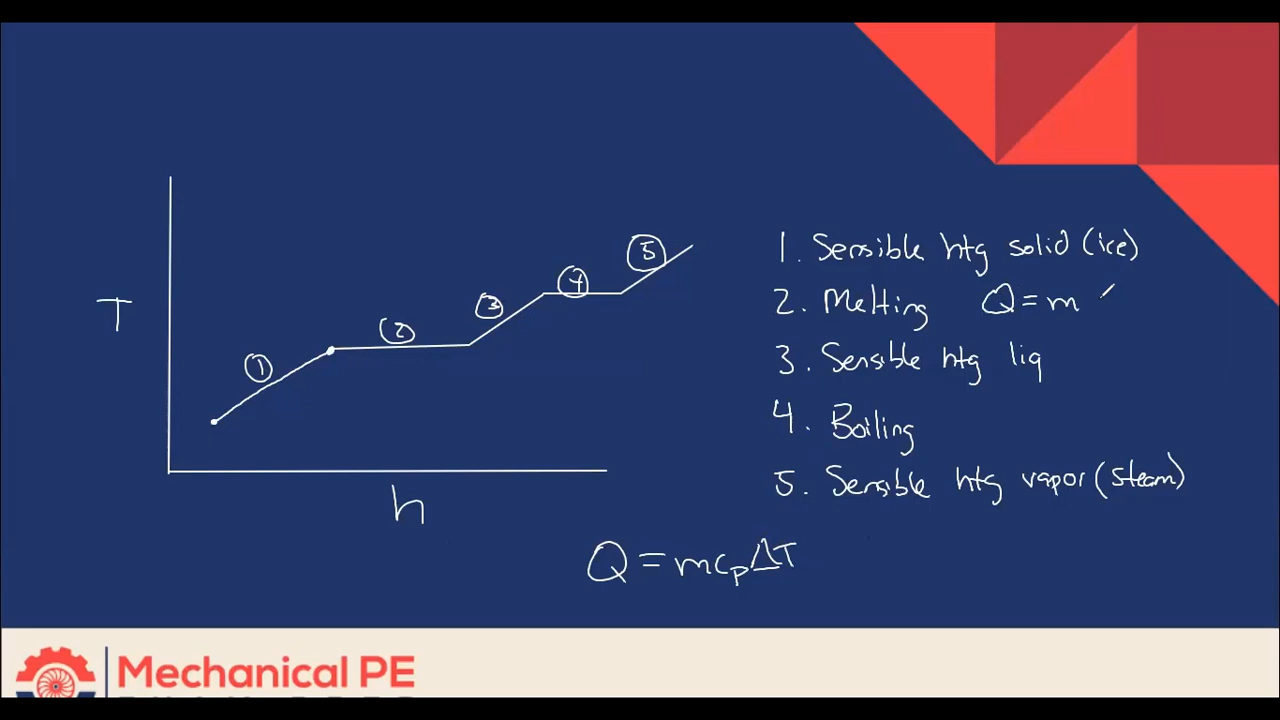 T
h
1
2
3
4
5
1. Sensible htg solid (ice)
2. Melting Q = m
3. Sensible htg liq
4. Boiling
5. Sensible htg vapor (steam)
Q = mcpΔT
Mechanical PE